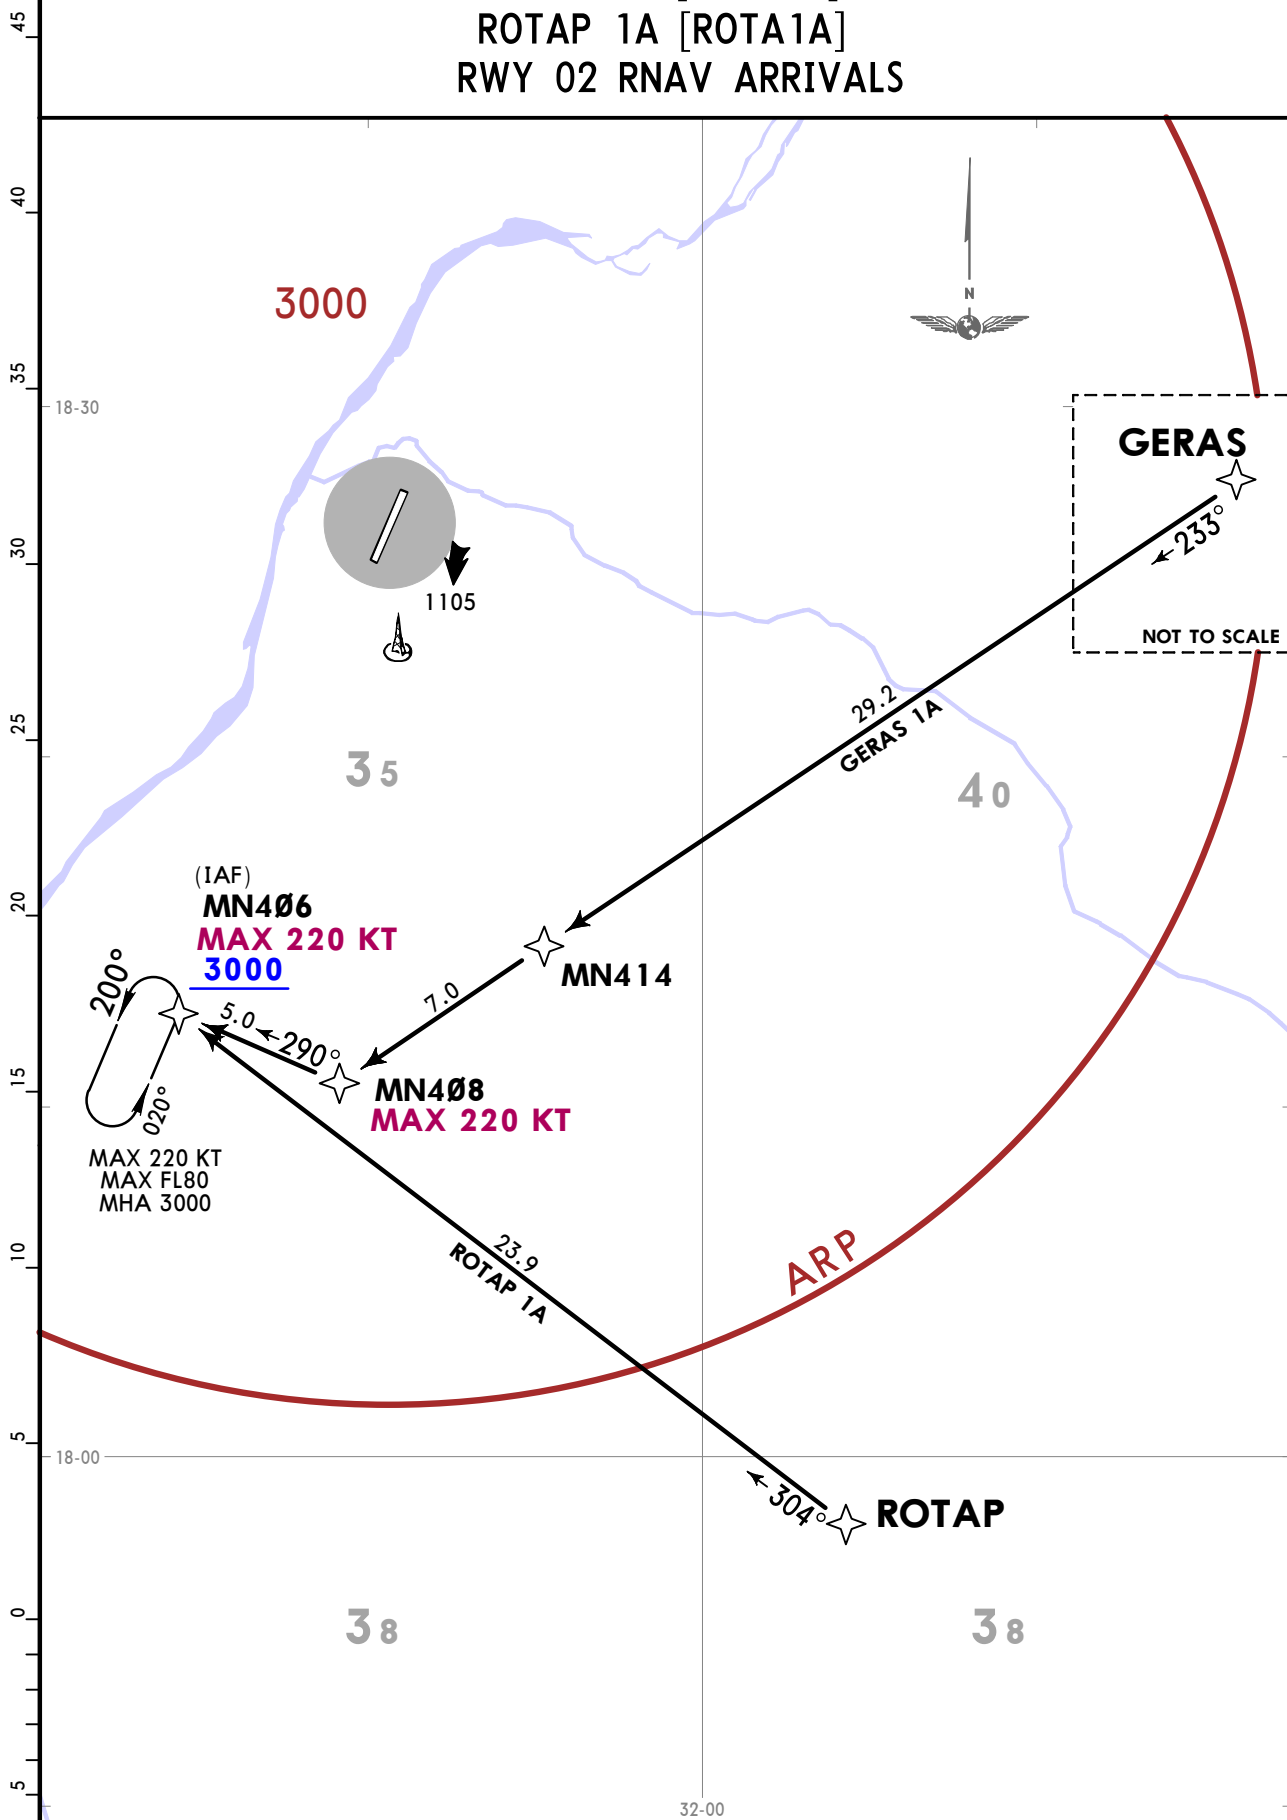 ROTAP 1A [ROTA1A]
RWY 02 RNAV ARRIVALS
45
40
35
30
25
20
15
10
5
0
5
3000
N
18-30
GERAS
233°
NOT TO SCALE
1105
29.2
GERAS 1A
35
40
(IAF)
MN4Ø6
MAX 220 KT
3000
MN414
7.0
200°
5.0
290°
020°
MN4Ø8
MAX 220 KT
MAX 220 KT
MAX FL80
MHA 3000
23.9
ROTAP 1A
ARP
18-00
304°
ROTAP
38
38
32-00